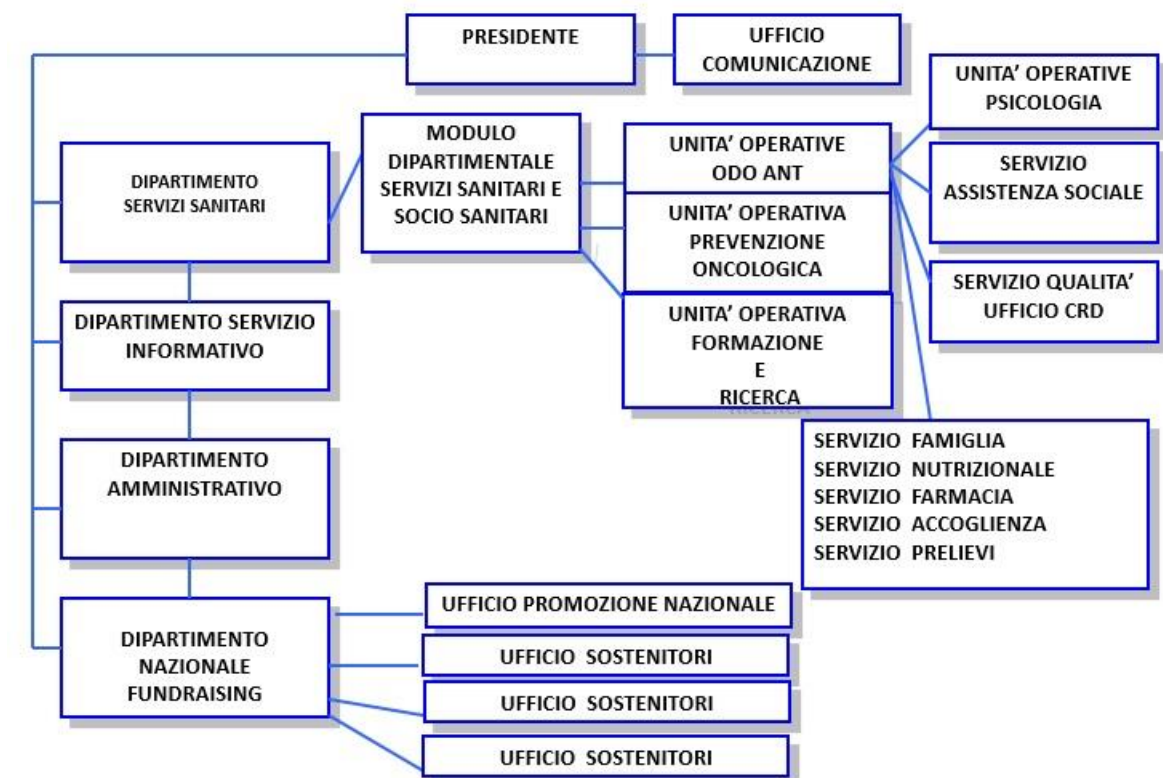 PRESIDENTE
UFFICIO
COMUNICAZIONE
UNITA’ OPERATIVE
PSICOLOGIA
MODULO
DIPARTIMENTALE
SERVIZI SANITARI E
SOCIO SANITARI
UNITA’ OPERATIVE
ODO ANT
SERVIZIO
ASSISTENZA SOCIALE
DIPARTIMENTO
SERVIZI SANITARI
UNITA’ OPERATIVA
PREVENZIONE
ONCOLOGICA
SERVIZIO QUALITA’
UFFICIO CRD
DIPARTIMENTO SERVIZIO
INFORMATIVO
UNITA’ OPERATIVA
FORMAZIONE
E
RICERCA
SERVIZIO FAMIGLIA
SERVIZIO NUTRIZIONALE
SERVIZIO FARMACIA
SERVIZIO ACCOGLIENZA
SERVIZIO PRELIEVI
DIPARTIMENTO
AMMINISTRATIVO
DIPARTIMENTO
NAZIONALE
FUNDRAISING
UFFICIO PROMOZIONE NAZIONALE
UFFICIO SOSTENITORI
UFFICIO SOSTENITORI
UFFICIO SOSTENITORI